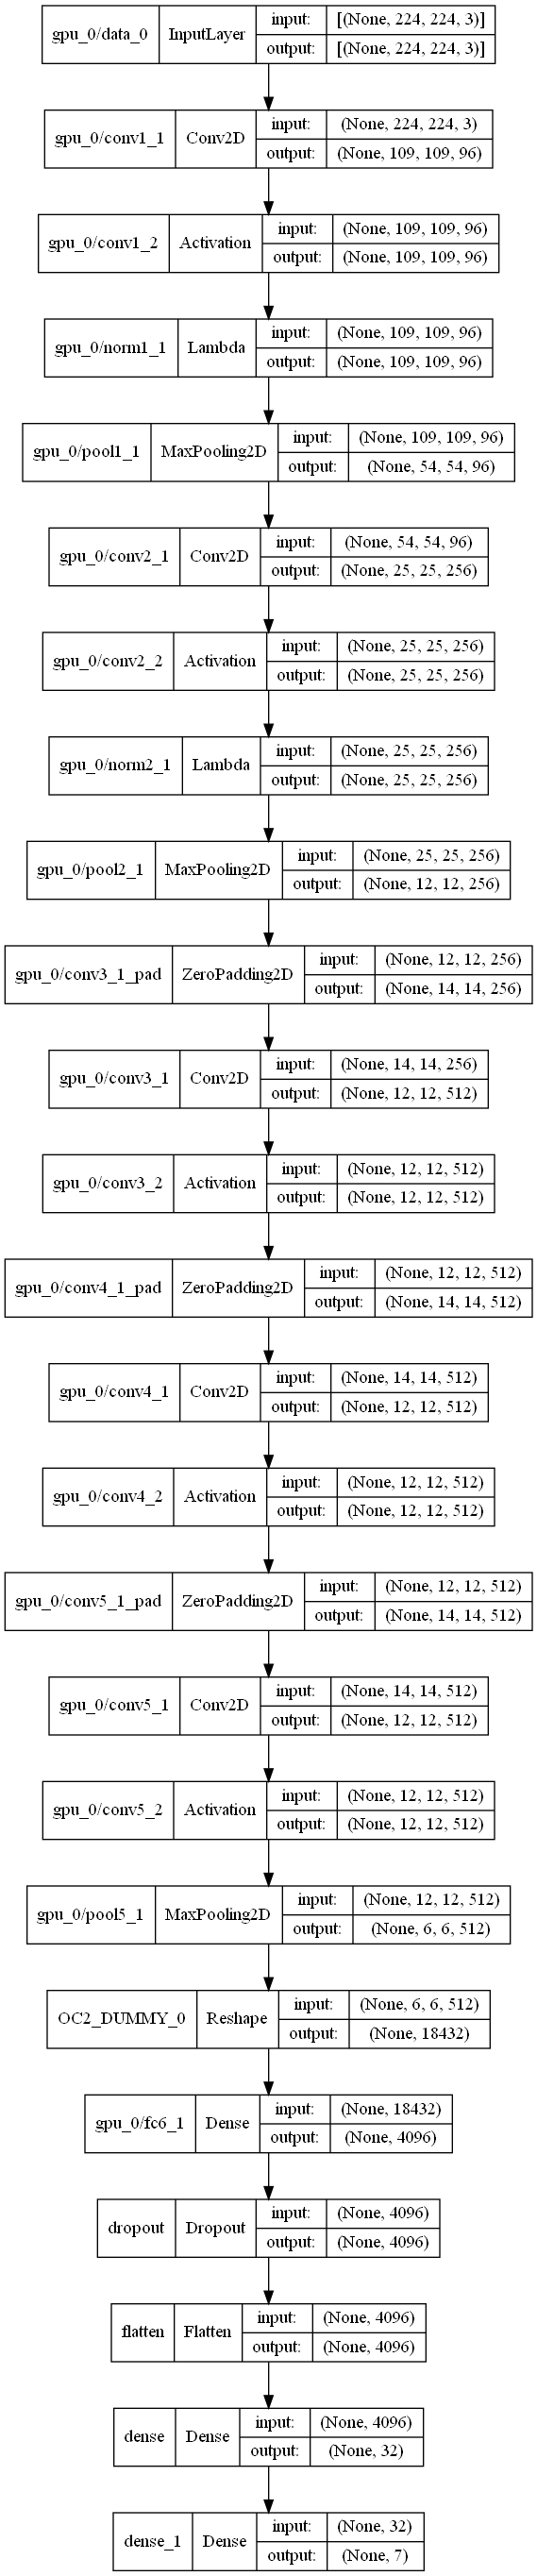 gpu_0/data_0 InputLayer input: [(None, 224, 224, 3)]
output: [(None, 224, 224, 3)]
gpu_0/conv1_1 Conv2D input: (None, 224, 224, 3)
output: (None, 109, 109, 96)
gpu_0/conv1_2 Activation input: (None, 109, 109, 96)
output: (None, 109, 109, 96)
gpu_0/norm1_1 Lambda input: (None, 109, 109, 96)
output: (None, 109, 109, 96)
gpu_0/pool1_1 MaxPooling2D input: (None, 109, 109, 96)
output: (None, 54, 54, 96)
gpu_0/conv2_1 Conv2D input: (None, 54, 54, 96)
output: (None, 25, 25, 256)
gpu_0/conv2_2 Activation input: (None, 25, 25, 256)
output: (None, 25, 25, 256)
gpu_0/norm2_1 Lambda input: (None, 25, 25, 256)
output: (None, 25, 25, 256)
gpu_0/pool2_1 MaxPooling2D input: (None, 25, 25, 256)
output: (None, 12, 12, 256)
gpu_0/conv3_1_pad ZeroPadding2D input: (None, 12, 12, 256)
output: (None, 14, 14, 256)
gpu_0/conv3_1 Conv2D input: (None, 14, 14, 256)
output: (None, 12, 12, 512)
gpu_0/conv3_2 Activation input: (None, 12, 12, 512)
output: (None, 12, 12, 512)
gpu_0/conv4_1_pad ZeroPadding2D input: (None, 12, 12, 512)
output: (None, 14, 14, 512)
gpu_0/conv4_1 Conv2D input: (None, 14, 14, 512)
output: (None, 12, 12, 512)
gpu_0/conv4_2 Activation input: (None, 12, 12, 512)
output: (None, 12, 12, 512)
gpu_0/conv5_1_pad ZeroPadding2D input: (None, 12, 12, 512)
output: (None, 14, 14, 512)
gpu_0/conv5_1 Conv2D input: (None, 14, 14, 512)
output: (None, 12, 12, 512)
gpu_0/conv5_2 Activation input: (None, 12, 12, 512)
output: (None, 12, 12, 512)
gpu_0/pool5_1 MaxPooling2D input: (None, 12, 12, 512)
output: (None, 6, 6, 512)
OC2_DUMMY_0 Reshape input: (None, 6, 6, 512)
output: (None, 18432)
gpu_0/fc6_1 Dense input: (None, 18432)
output: (None, 4096)
dropout Dropout input: (None, 4096)
output: (None, 4096)
flatten Flatten input: (None, 4096)
output: (None, 4096)
dense Dense input: (None, 4096)
output: (None, 32)
dense_1 Dense input: (None, 32)
output: (None, 7)